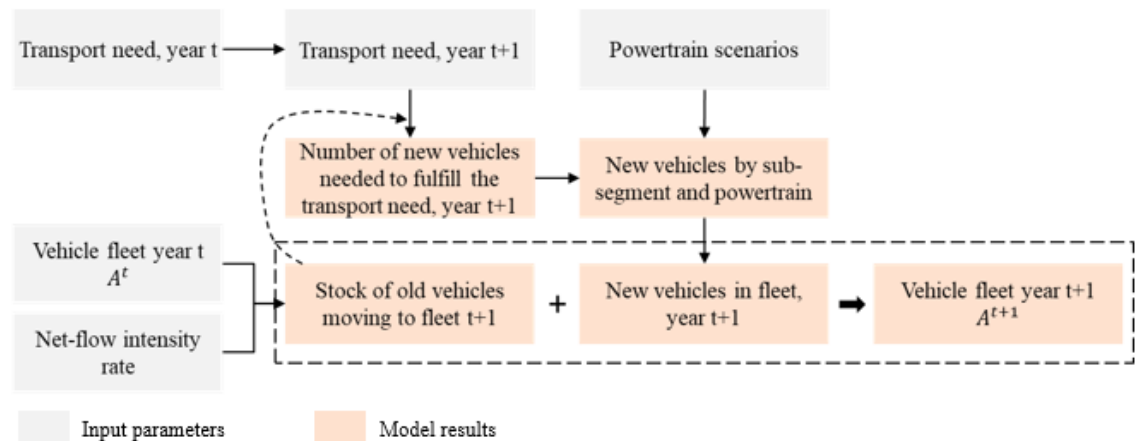 Transport need, year t
Transport need, year t+1
Powertrain scenarios
Number of new vehicles
needed to fulfill the
transport need, year t+1
New vehicles by sub-
segment and powertrain
Vehicle fleet year t
A^t
Net-flow intensity
rate
Stock of old vehicles
moving to fleet t+1
+
New vehicles in fleet,
year t+1
Vehicle fleet year t+1
A^{t+1}
Input parameters
Model results